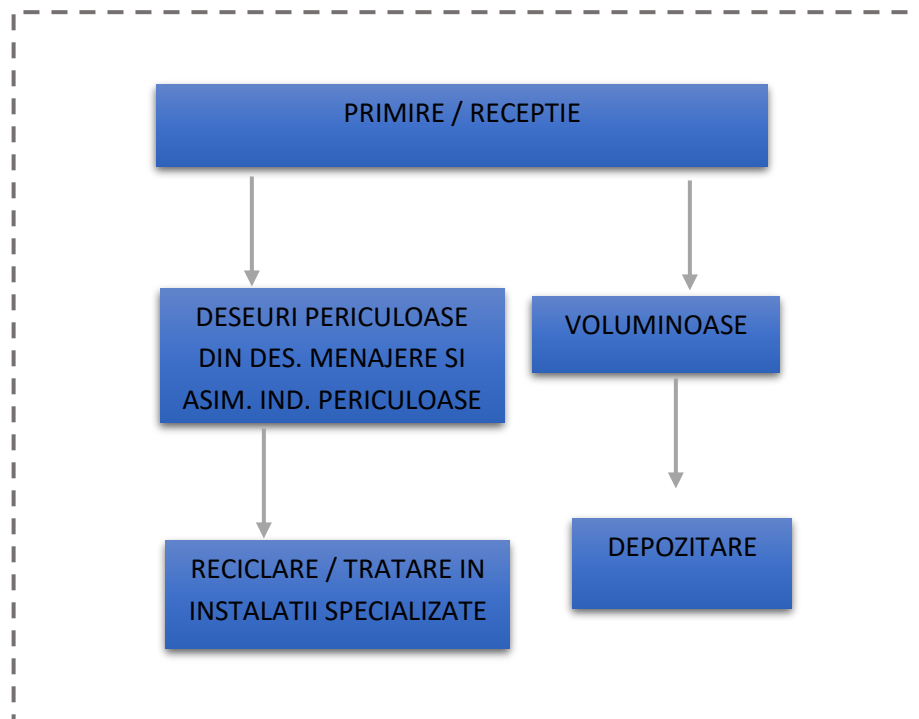 PRIMIRE / RECEPTIE
DESEURI PERICULOASE
DIN DES. MENAJERE SI
ASIM. IND. PERICULOASE
VOLUMINOASE
RECICLARE / TRATARE IN
INSTALATII SPECIALIZATE
DEPOZITARE